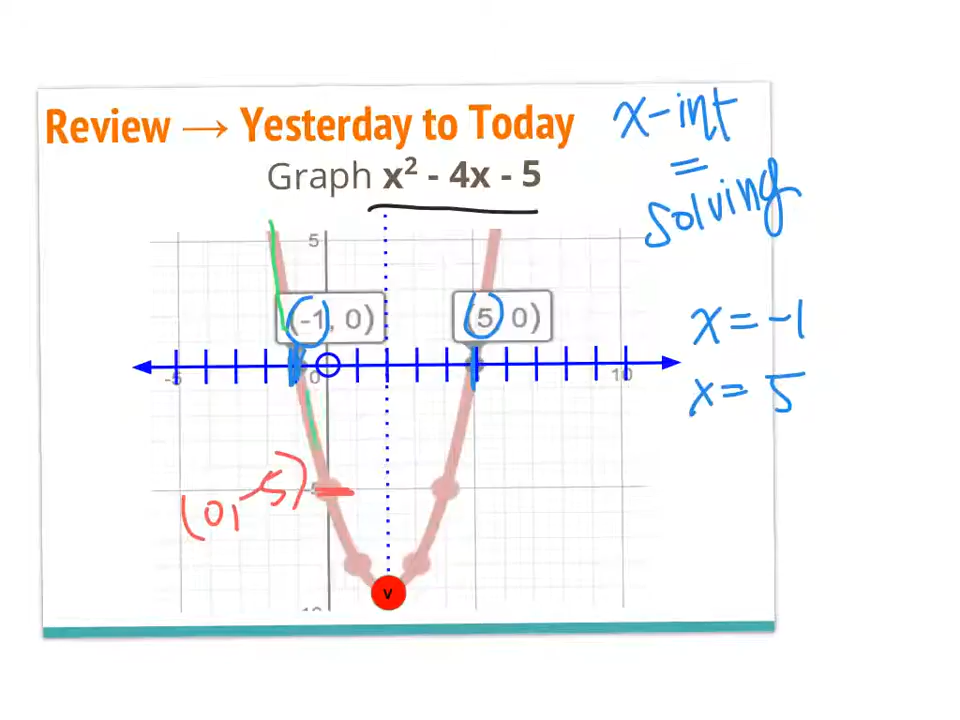 Review → Yesterday to Today
x-int
=
solving
Graph x² - 4x - 5
5
(-1, 0)
(5 0)
x = -1
x = 5
-5
0
10
(0, -5)
v